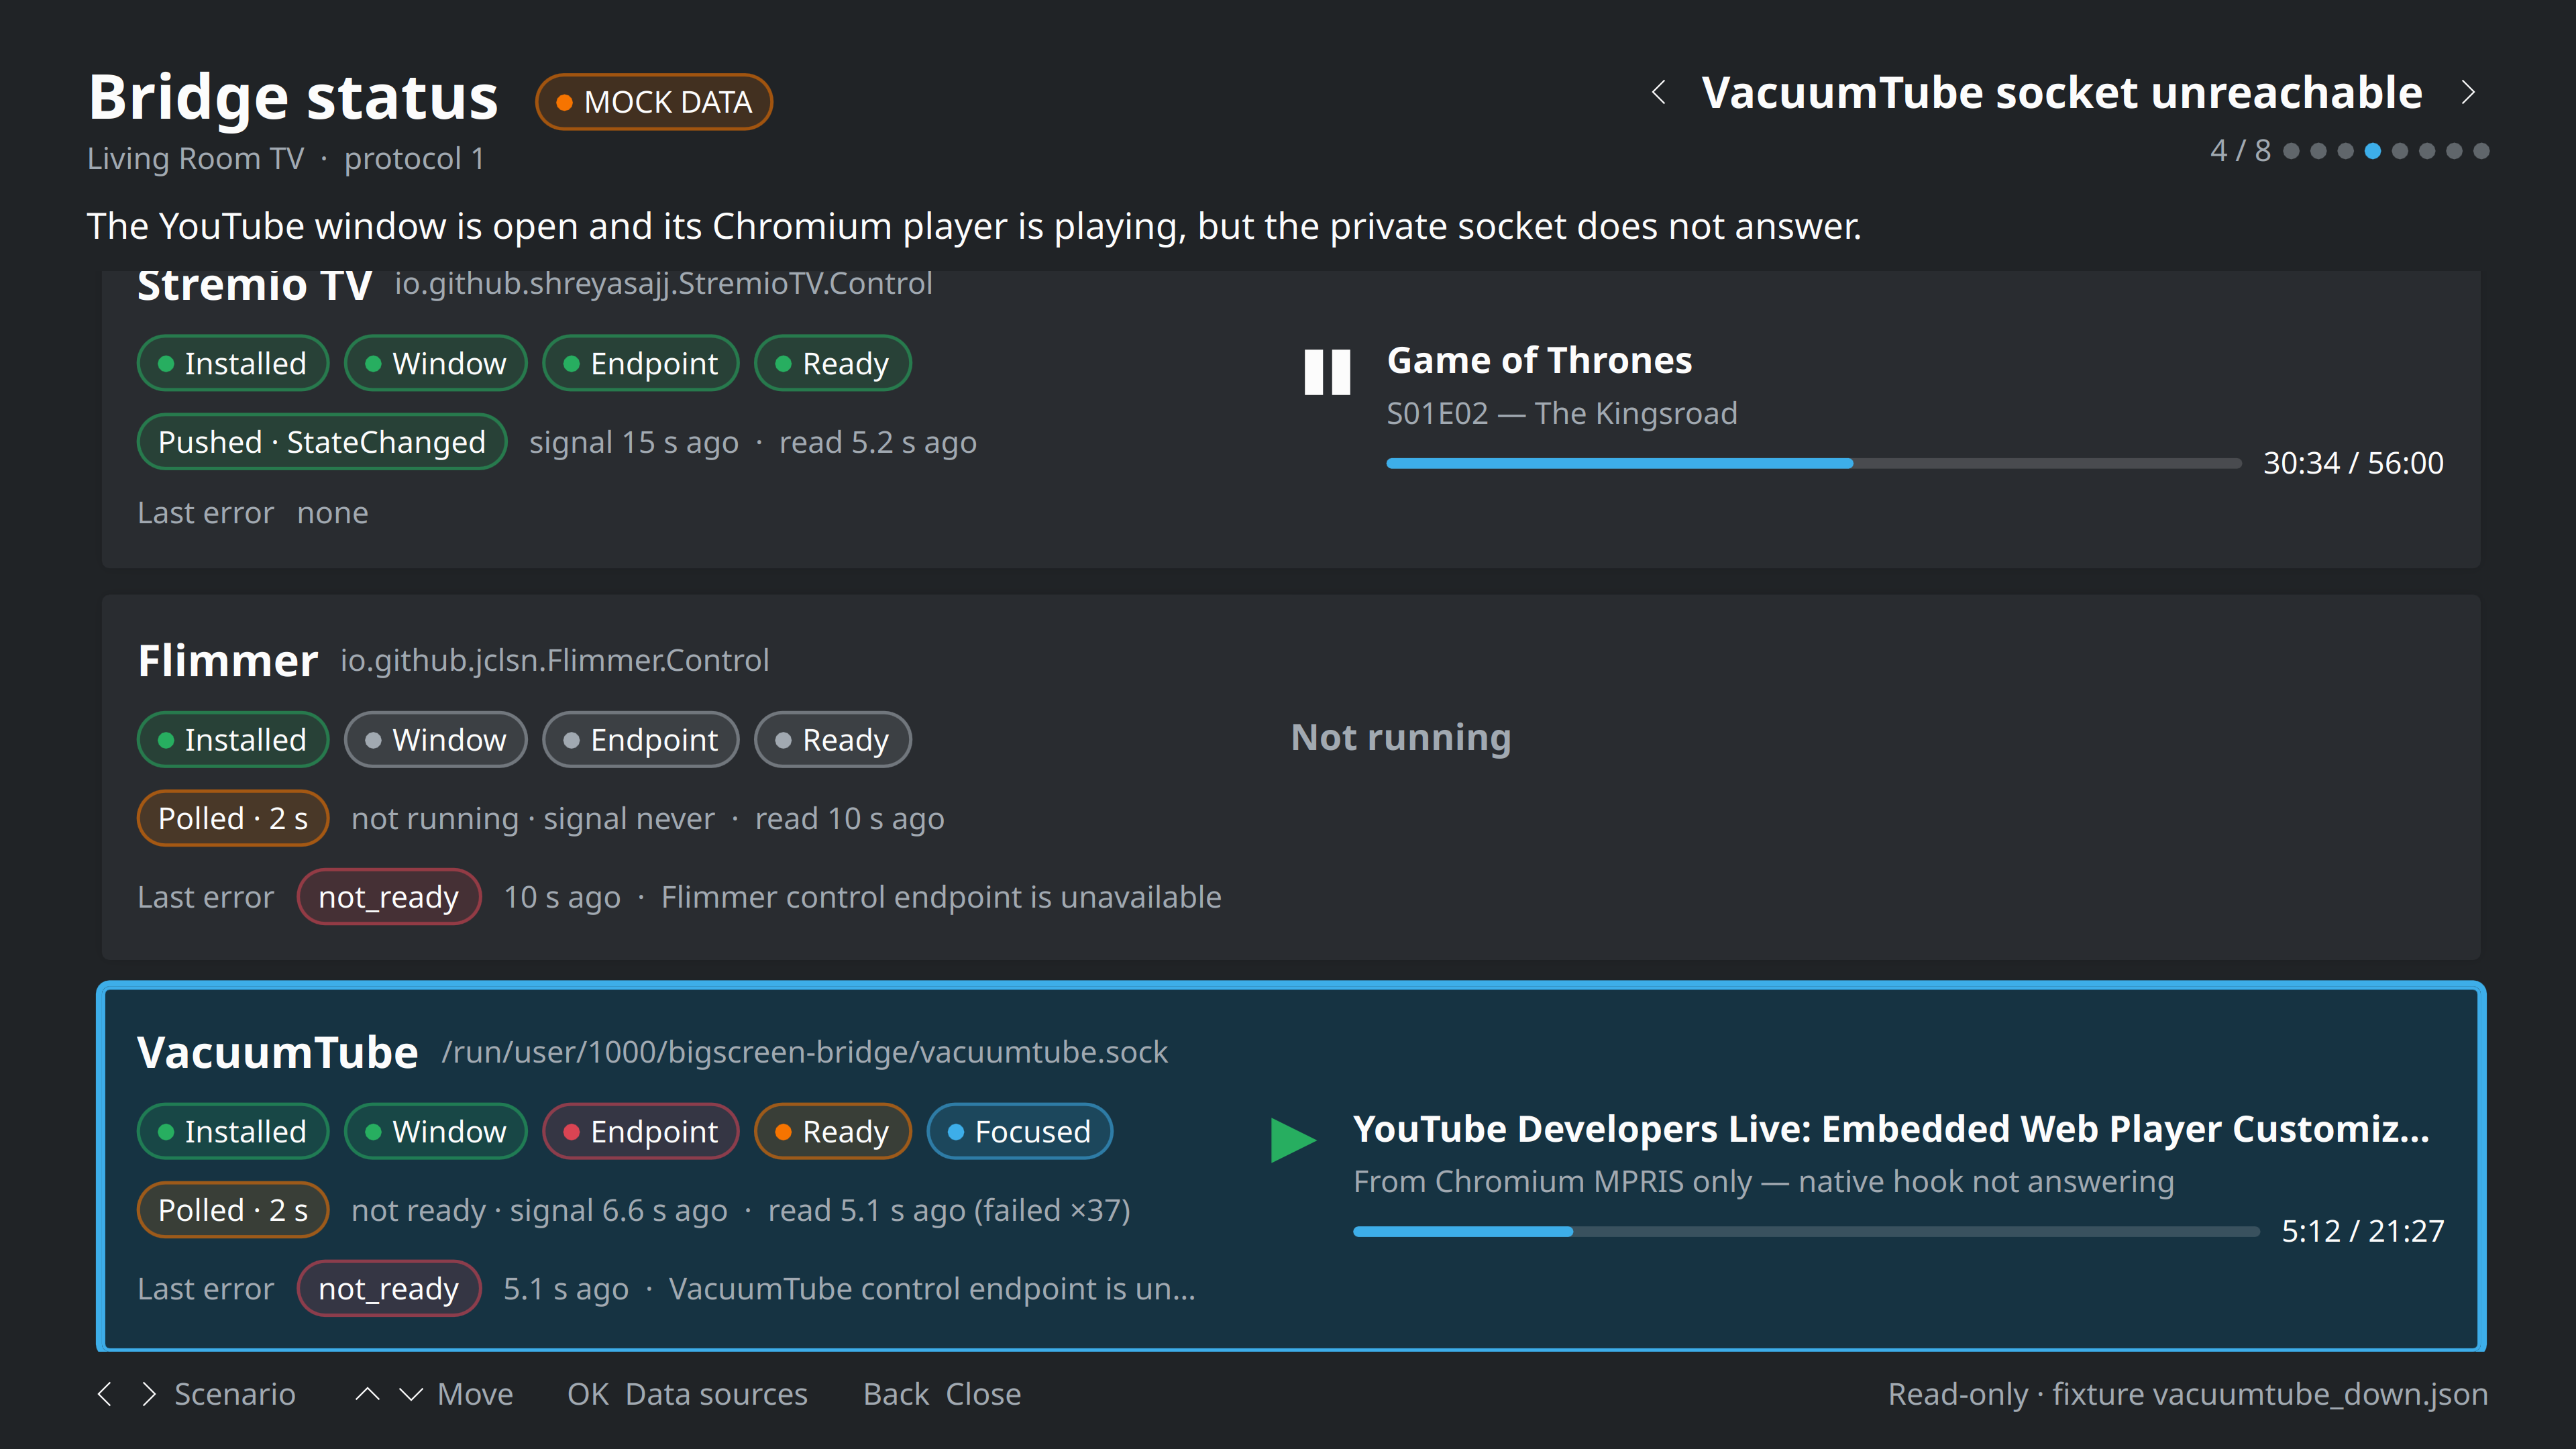 Bridge status
MOCK DATA
VacuumTube socket unreachable
Living Room TV · protocol 1
4 / 8
The YouTube window is open and its Chromium player is playing, but the private socket does not answer.
Stremio TV io.github.shreyasajj.StremioTV.Control
Installed Window Endpoint Ready
Pushed · StateChanged signal 15 s ago · read 5.2 s ago
Last error none
Game of Thrones
S01E02 — The Kingsroad
30:34 / 56:00
Flimmer io.github.jclsn.Flimmer.Control
Installed Window Endpoint Ready
Polled · 2 s not running · signal never · read 10 s ago
Last error not_ready 10 s ago · Flimmer control endpoint is unavailable
Not running
VacuumTube /run/user/1000/bigscreen-bridge/vacuumtube.sock
Installed Window Endpoint Ready Focused
Polled · 2 s not ready · signal 6.6 s ago · read 5.1 s ago (failed ×37)
Last error not_ready 5.1 s ago · VacuumTube control endpoint is un...
YouTube Developers Live: Embedded Web Player Customiz...
From Chromium MPRIS only — native hook not answering
5:12 / 21:27
Scenario Move OK Data sources Back Close
Read-only · fixture vacuumtube_down.json